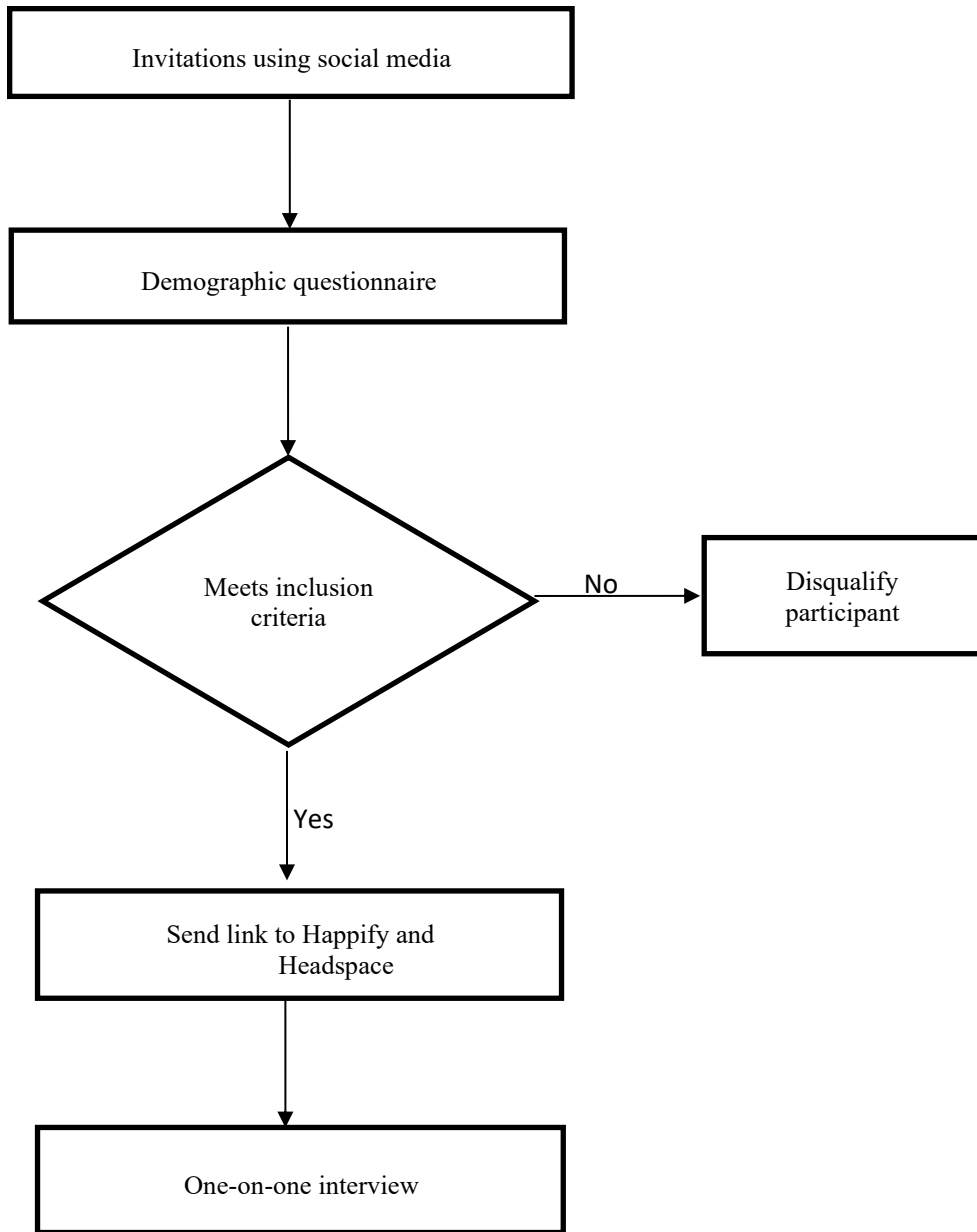 Invitations using social media
Demographic questionnaire
Meets inclusion
criteria
No
Disqualify
participant
Yes
Send link to Happify and
Headspace
One-on-one interview